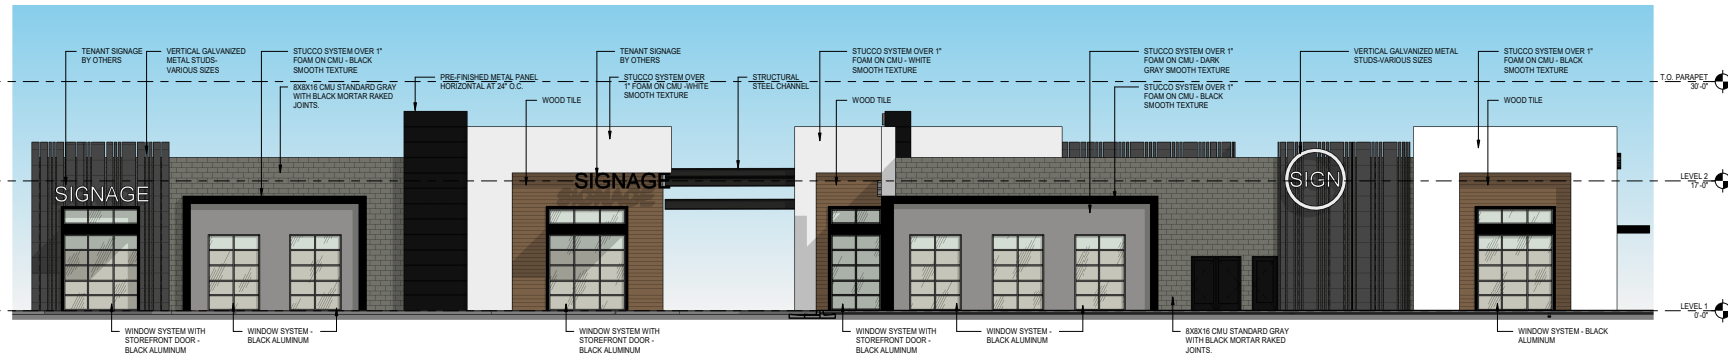 TENANT SIGNAGE
BY OTHERS
VERTICAL GALVANIZED
METAL STUDS-
VARIOUS SIZES
STUCCO SYSTEM OVER 1"
FOAM ON CMU - BLACK
SMOOTH TEXTURE
8X8X16 CMU STANDARD GRAY
WITH BLACK MORTAR RAKED
JOINTS.
PRE-FINISHED METAL PANEL
HORIZONTAL AT 24" O.C.
WOOD TILE
TENANT SIGNAGE
BY OTHERS
STUCCO SYSTEM OVER
1" FOAM ON CMU -WHITE
SMOOTH TEXTURE
STRUCTURAL
STEEL CHANNEL
STUCCO SYSTEM OVER 1"
FOAM ON CMU - WHITE
SMOOTH TEXTURE
WOOD TILE
STUCCO SYSTEM OVER 1"
FOAM ON CMU - DARK
GRAY SMOOTH TEXTURE
STUCCO SYSTEM OVER 1"
FOAM ON CMU - BLACK
SMOOTH TEXTURE
VERTICAL GALVANIZED METAL
STUDS-VARIOUS SIZES
STUCCO SYSTEM OVER 1"
FOAM ON CMU - BLACK
SMOOTH TEXTURE
WOOD TILE
T.O. PARAPET
30'-0"
LEVEL 2
17'-0"
LEVEL 1
0'-0"
SIGNAGE
SIGNAGE
SIGN
WINDOW SYSTEM WITH
STOREFRONT DOOR -
BLACK ALUMINUM
WINDOW SYSTEM -
BLACK ALUMINUM
WINDOW SYSTEM WITH
STOREFRONT DOOR -
BLACK ALUMINUM
WINDOW SYSTEM WITH
STOREFRONT DOOR -
BLACK ALUMINUM
WINDOW SYSTEM -
BLACK ALUMINUM
8X8X16 CMU STANDARD GRAY
WITH BLACK MORTAR RAKED
JOINTS.
WINDOW SYSTEM - BLACK
ALUMINUM